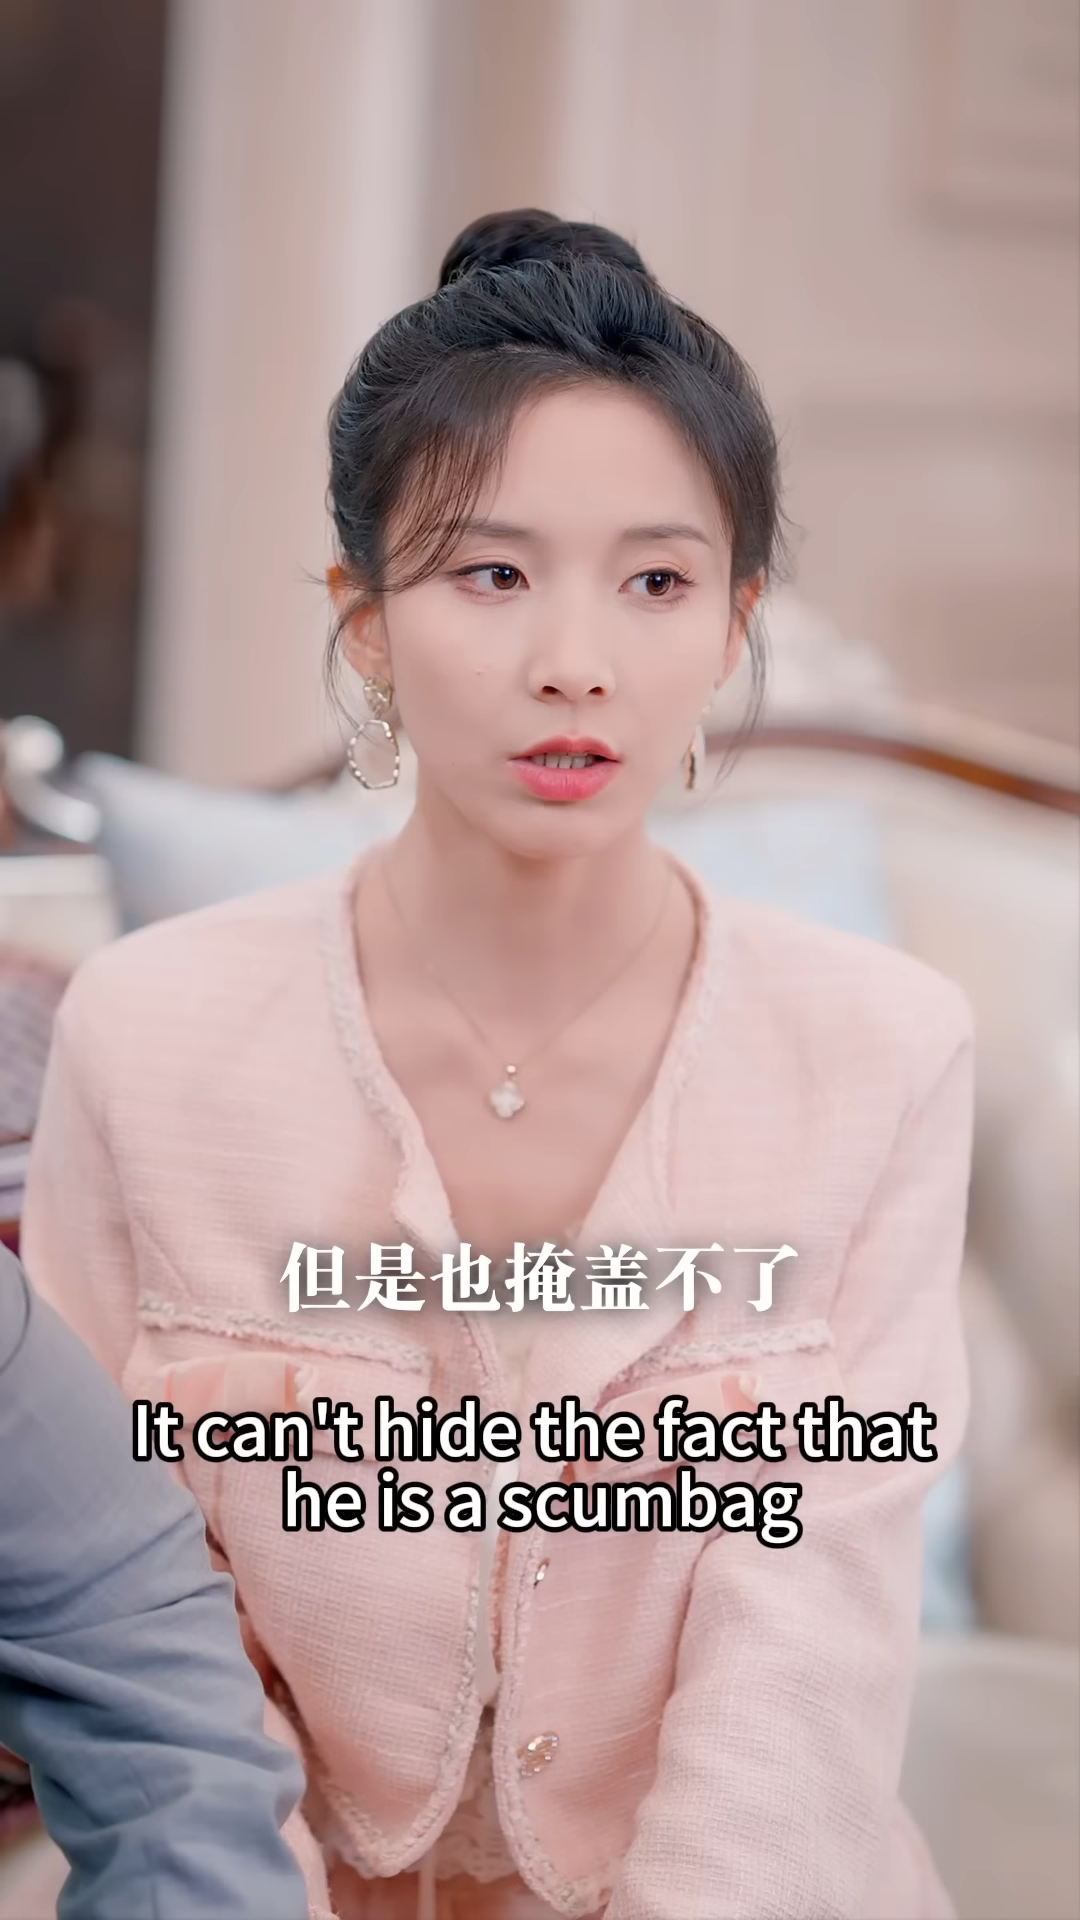 但是也掩盖不了
It can't hide the fact that
he is a scumbag